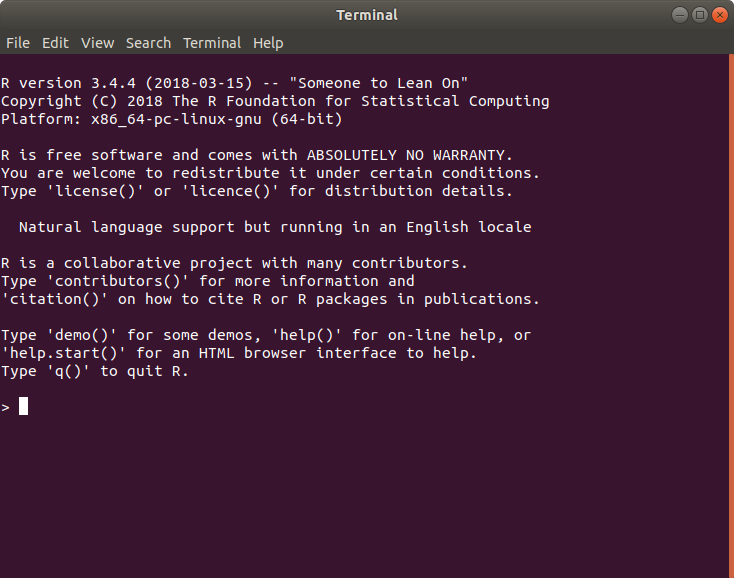 Terminal
File Edit View Search Terminal Help
R version 3.4.4 (2018-03-15) -- "Someone to Lean On"
Copyright (C) 2018 The R Foundation for Statistical Computing
Platform: x86_64-pc-linux-gnu (64-bit)
R is free software and comes with ABSOLUTELY NO WARRANTY.
You are welcome to redistribute it under certain conditions.
Type 'license()' or 'licence()' for distribution details.
Natural language support but running in an English locale
R is a collaborative project with many contributors.
Type 'contributors()' for more information and
'citation()' on how to cite R or R packages in publications.
Type 'demo()' for some demos, 'help()' for on-line help, or
'help.start()' for an HTML browser interface to help.
Type 'q()' to quit R.
>